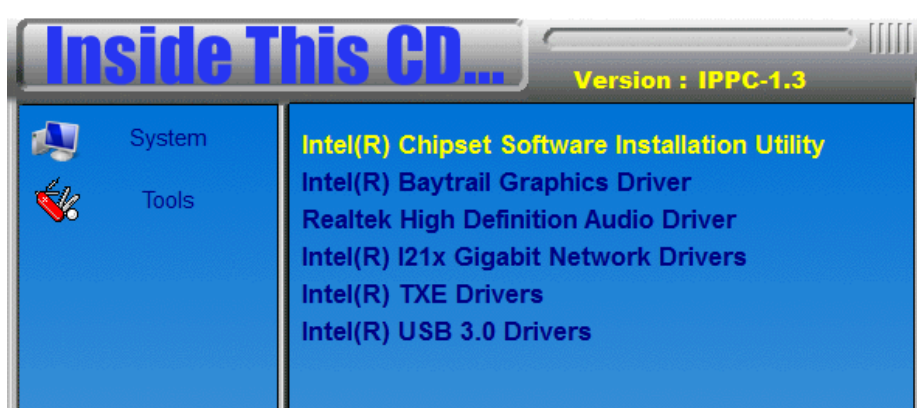 Inside This CD...
Version : IPPC-1.3
System
Tools
Intel(R) Chipset Software Installation Utility
Intel(R) Baytrail Graphics Driver
Realtek High Definition Audio Driver
Intel(R) I21x Gigabit Network Drivers
Intel(R) TXE Drivers
Intel(R) USB 3.0 Drivers